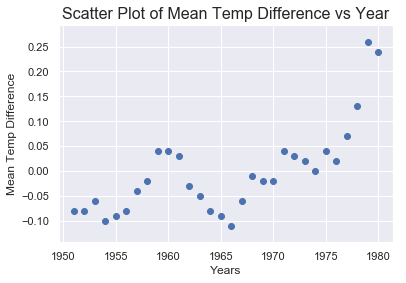 Scatter Plot of Mean Temp Difference vs Year
0.25
0.20
0.15
0.10
0.05
0.00
−0.05
−0.10
Mean Temp Difference
1950 1955 1960 1965 1970 1975 1980
Years